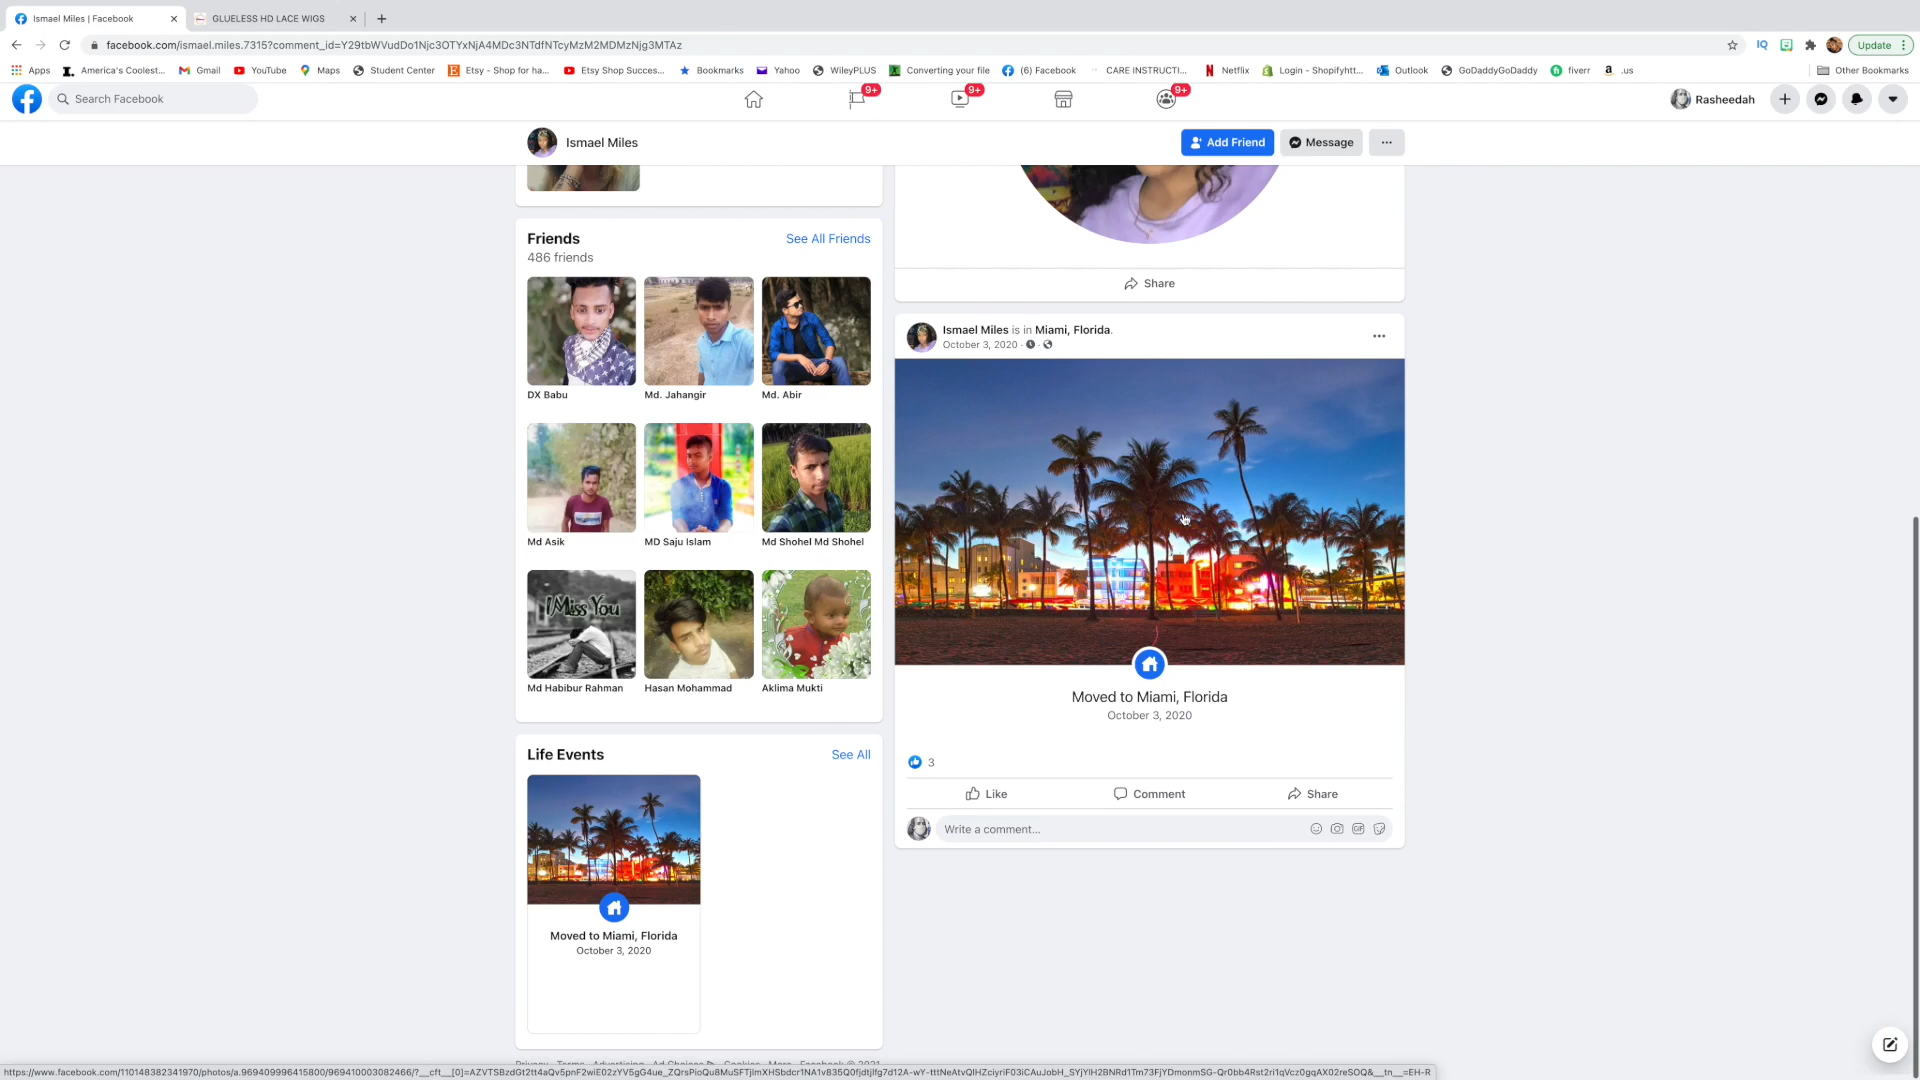 Ismael Miles | Facebook
GLUELESS HD LACE WIGS
facebook.com/ismael.miles.7315?comment_id=Y29tbWVudDo1Njc3OTYxNjA4MDc3NTdfNTcyMzM2MDMzNjg3MTAz
IQ
Update
Apps
America's Coolest...
Gmail
YouTube
Maps
Student Center
Etsy - Shop for ha...
Etsy Shop Succes...
Bookmarks
Yahoo
WileyPLUS
Converting your file
(6) Facebook
CARE INSTRUCTI...
Netflix
Login - Shopifyhtt...
Outlook
GoDaddyGoDaddy
fiverr
.us
Other Bookmarks
Search Facebook
9+
9+
9+
Rasheedah
Ismael Miles
Add Friend
Message
Friends
See All Friends
486 friends
DX Babu
Md. Jahangir
Md. Abir
Md Asik
MD Saju Islam
Md Shohel Md Shohel
I Miss You
Md Habibur Rahman
Hasan Mohammad
Aklima Mukti
Life Events
See All
Moved to Miami, Florida
October 3, 2020
Share
Ismael Miles is in Miami, Florida.
October 3, 2020
Moved to Miami, Florida
October 3, 2020
3
Like
Comment
Share
Write a comment...
GIF